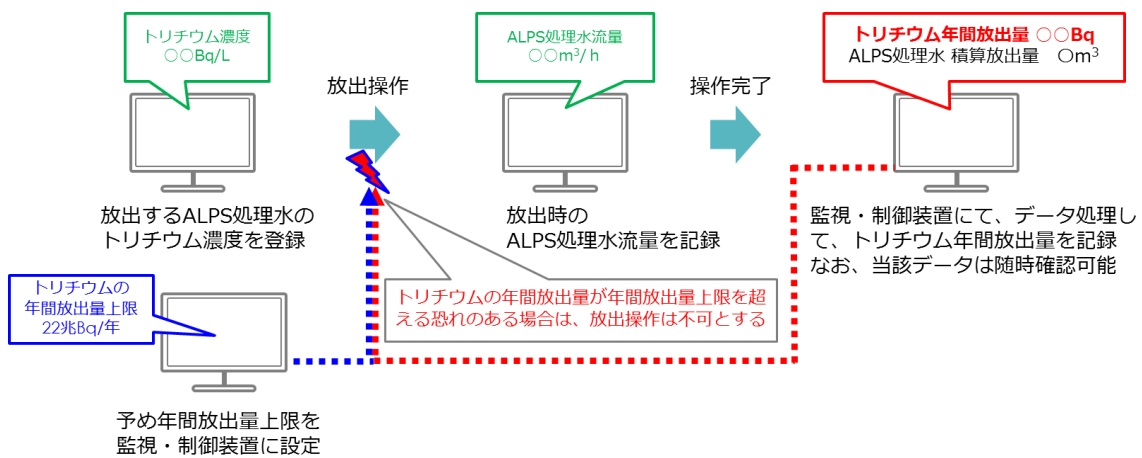 トリチウム濃度
○○Bq/L
放出操作
ALPS処理水流量
○○m³/ h
操作完了
トリチウム年間放出量 ○○Bq
ALPS処理水 積算放出量　○m³
放出するALPS処理水の
トリチウム濃度を登録
放出時の
ALPS処理水流量を記録
監視・制御装置にて、データ処理し
て、トリチウム年間放出量を記録
なお、当該データは随時確認可能
トリチウムの
年間放出量上限
22兆Bq/年
トリチウムの年間放出量が年間放出量上限を超
える恐れのある場合は、放出操作は不可とする
予め年間放出量上限を
監視・制御装置に設定